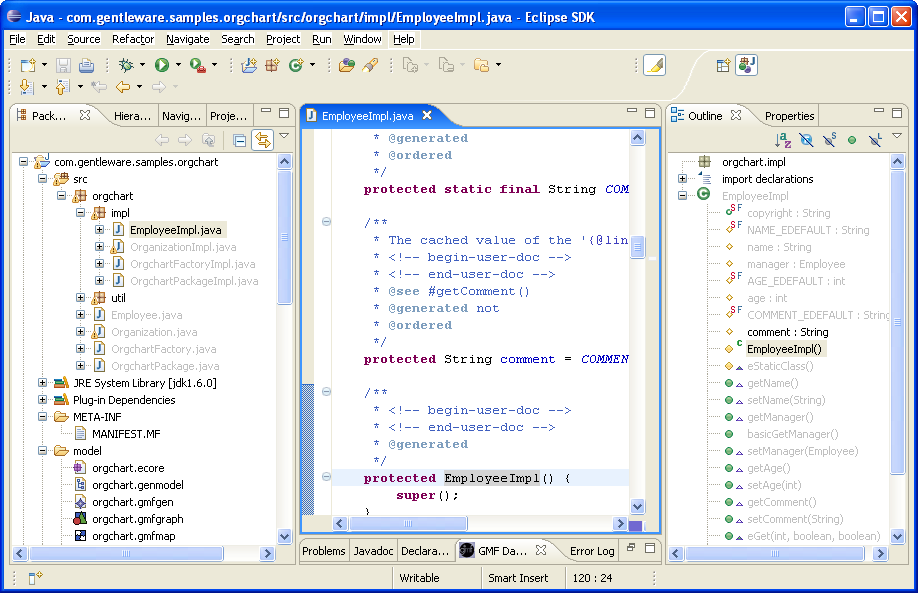 Java - com.gentleware.samples.orgchart/src/orgchart/impl/EmployeeImpl.java - Eclipse SDK
File Edit Source Refactor Navigate Search Project Run Window Help
Pack... Hiera... Navig... Proje...
com.gentleware.samples.orgchart
src
orgchart
impl
EmployeeImpl.java
OrganizationImpl.java
OrgchartFactoryImpl.java
OrgchartPackageImpl.java
util
Employee.java
Organization.java
OrgchartFactory.java
OrgchartPackage.java
JRE System Library [jdk1.6.0]
Plug-in Dependencies
META-INF
MANIFEST.MF
model
orgchart.ecore
orgchart.genmodel
orgchart.gmfgen
orgchart.gmfgraph
orgchart.gmfmap
EmployeeImpl.java
* @generated
* @ordered
*/
protected static final String COM
/**
* The cached value of the '{@lin
* <!-- begin-user-doc -->
* <!-- end-user-doc -->
* @see #getComment()
* @generated not
* @ordered
*/
protected String comment = COMMEN
/**
* <!-- begin-user-doc -->
* <!-- end-user-doc -->
* @generated
*/
protected EmployeeImpl() {
super();
}
Problems Javadoc Declara... GMF Da... Error Log
Outline Properties
orgchart.impl
import declarations
EmployeeImpl
copyright : String
NAME_EDEFAULT : String
name : String
manager : Employee
AGE_EDEFAULT : int
age : int
COMMENT_EDEFAULT : String
comment : String
EmployeeImpl()
eStaticClass()
getName()
setName(String)
getManager()
basicGetManager()
setManager(Employee)
getAge()
setAge(int)
getComment()
setComment(String)
eGet(int, boolean, boolean)
Writable Smart Insert 120 : 24